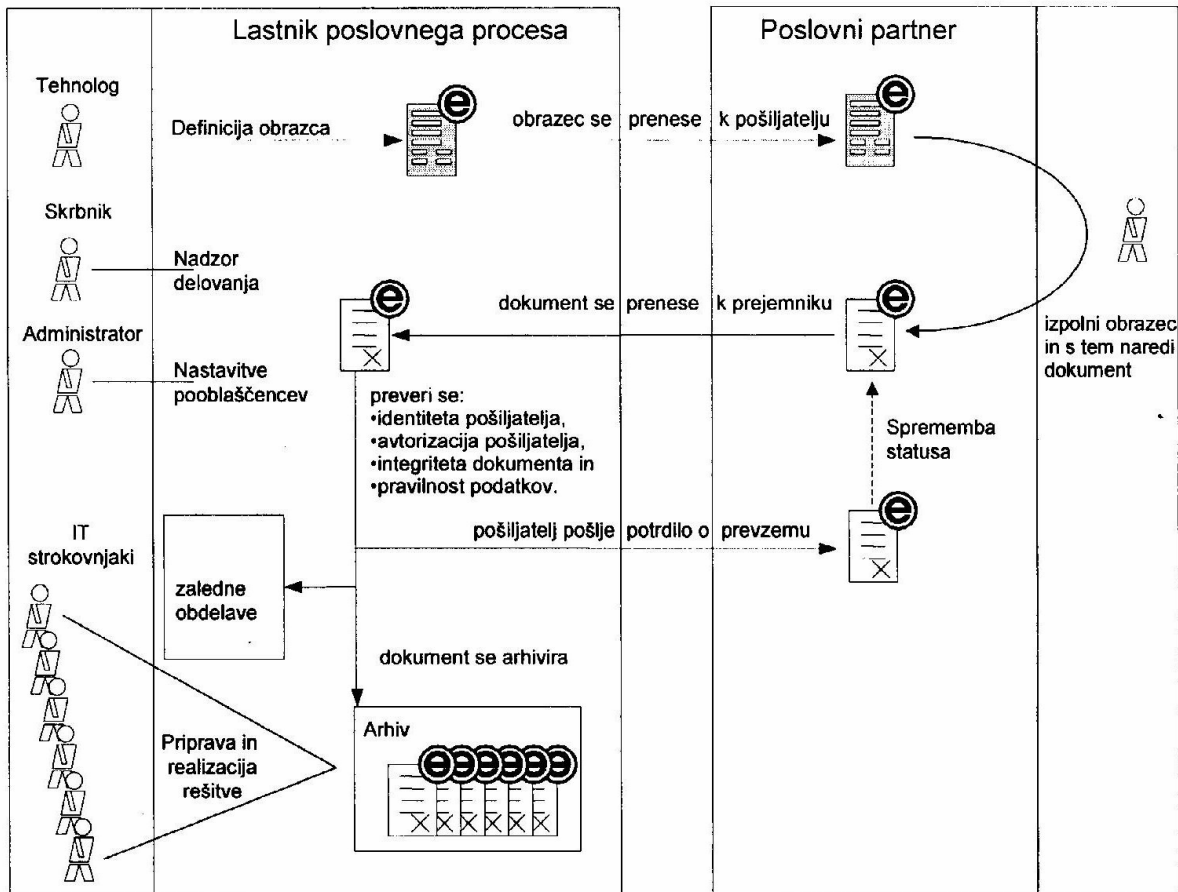 Lastnik poslovnega procesa
Poslovni partner
Tehnolog
Definicija obrazca
e
obrazec se prenese k pošiljatelju
e
Skrbnik
Nadzor
delovanja
e
dokument se prenese k prejemniku
e
izpolni obrazec
in s tem naredi
dokument
Administrator
Nastavitve
pooblaščencev
preveri se:
•identiteta pošiljatelja,
•avtorizacija pošiljatelja,
•integriteta dokumenta in
•pravilnost podatkov.
Sprememba
statusa
IT
strokovnjaki
pošiljatelj pošlje potrdilo o prevzemu
e
zaledne
obdelave
dokument se arhivira
Arhiv
e e e e e e
Priprava in
realizacija
rešitve